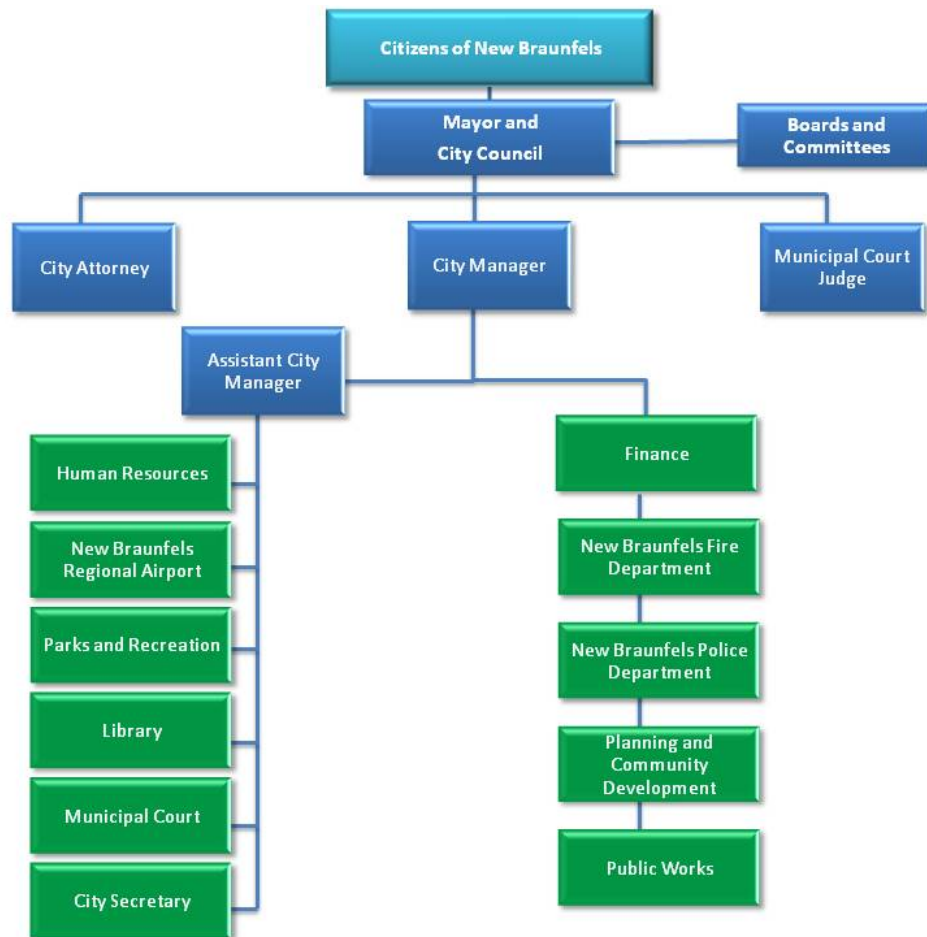 Citizens of New Braunfels
Mayor and
City Council
Boards and
Committees
City Attorney
City Manager
Municipal Court
Judge
Assistant City
Manager
Human Resources
New Braunfels
Regional Airport
Parks and Recreation
Library
Municipal Court
City Secretary
Finance
New Braunfels Fire
Department
New Braunfels Police
Department
Planning and
Community
Development
Public Works